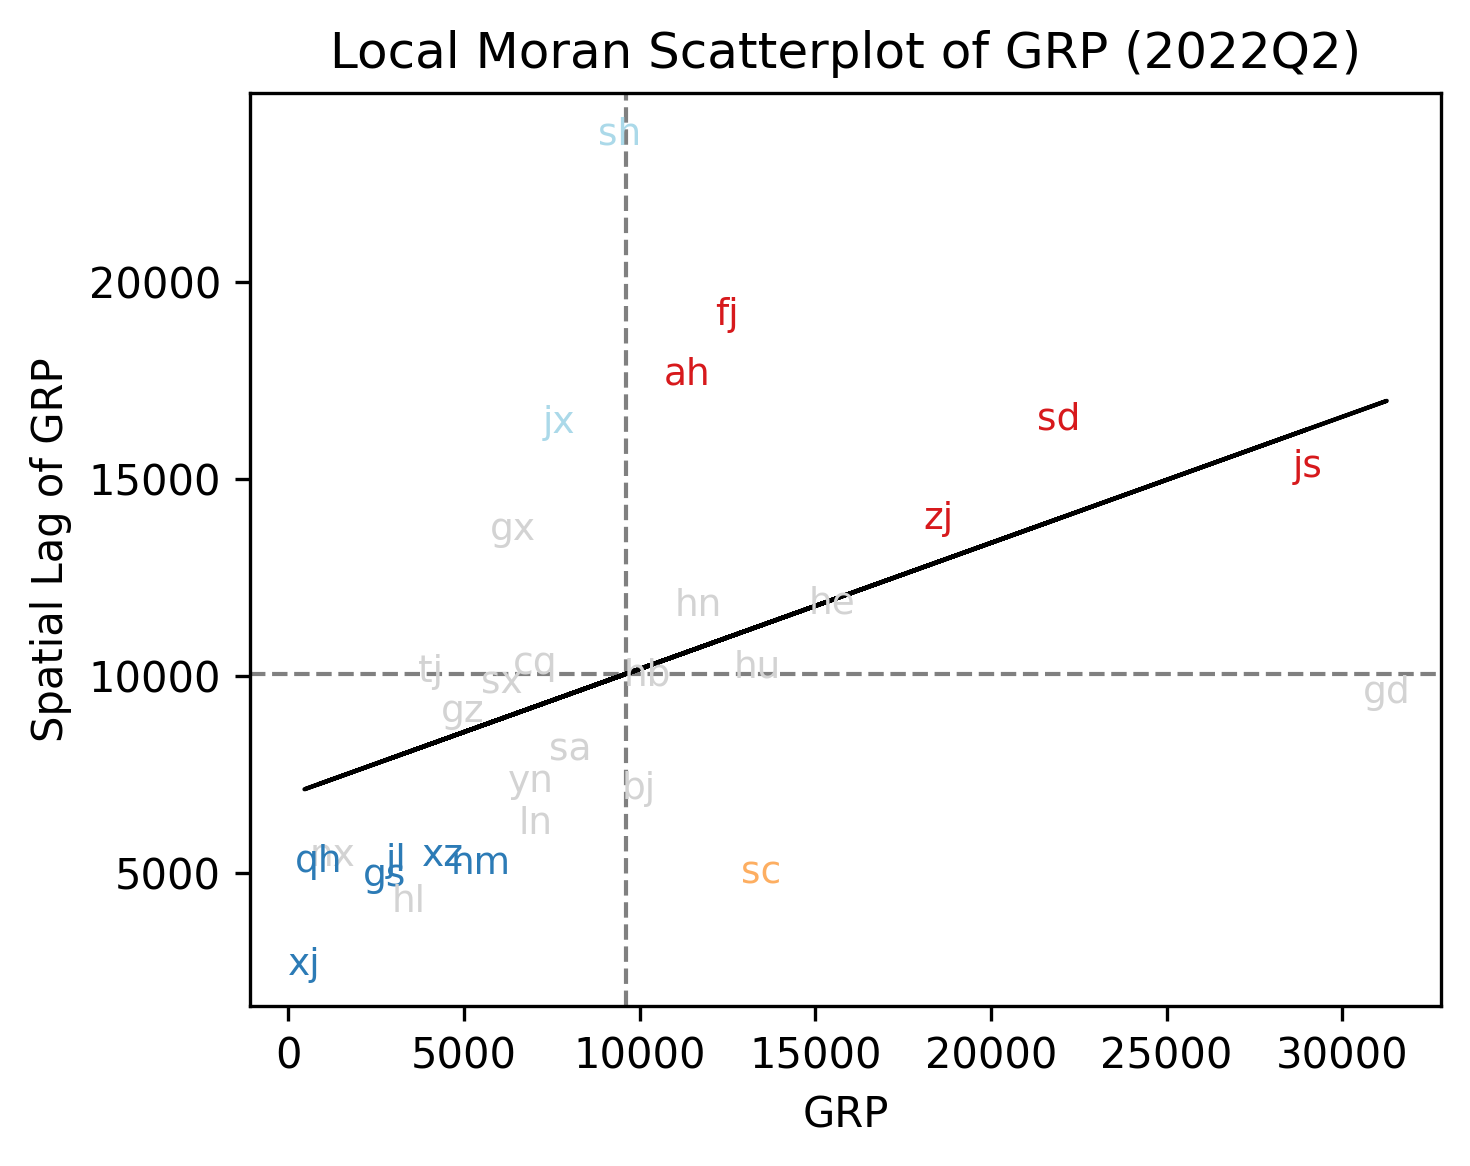 Local Moran Scatterplot of GRP (2022Q2)
Spatial Lag of GRP
20000
15000
10000
5000
sh
fj
ah
jx
sd
js
zj
gx
hn
he
tj
cq
sx
hb
hu
gd
gz
sa
yn
bj
ln
qh
nx
jl
gs
xz
nm
sc
hl
xj
0
5000
10000
15000
20000
25000
30000
GRP